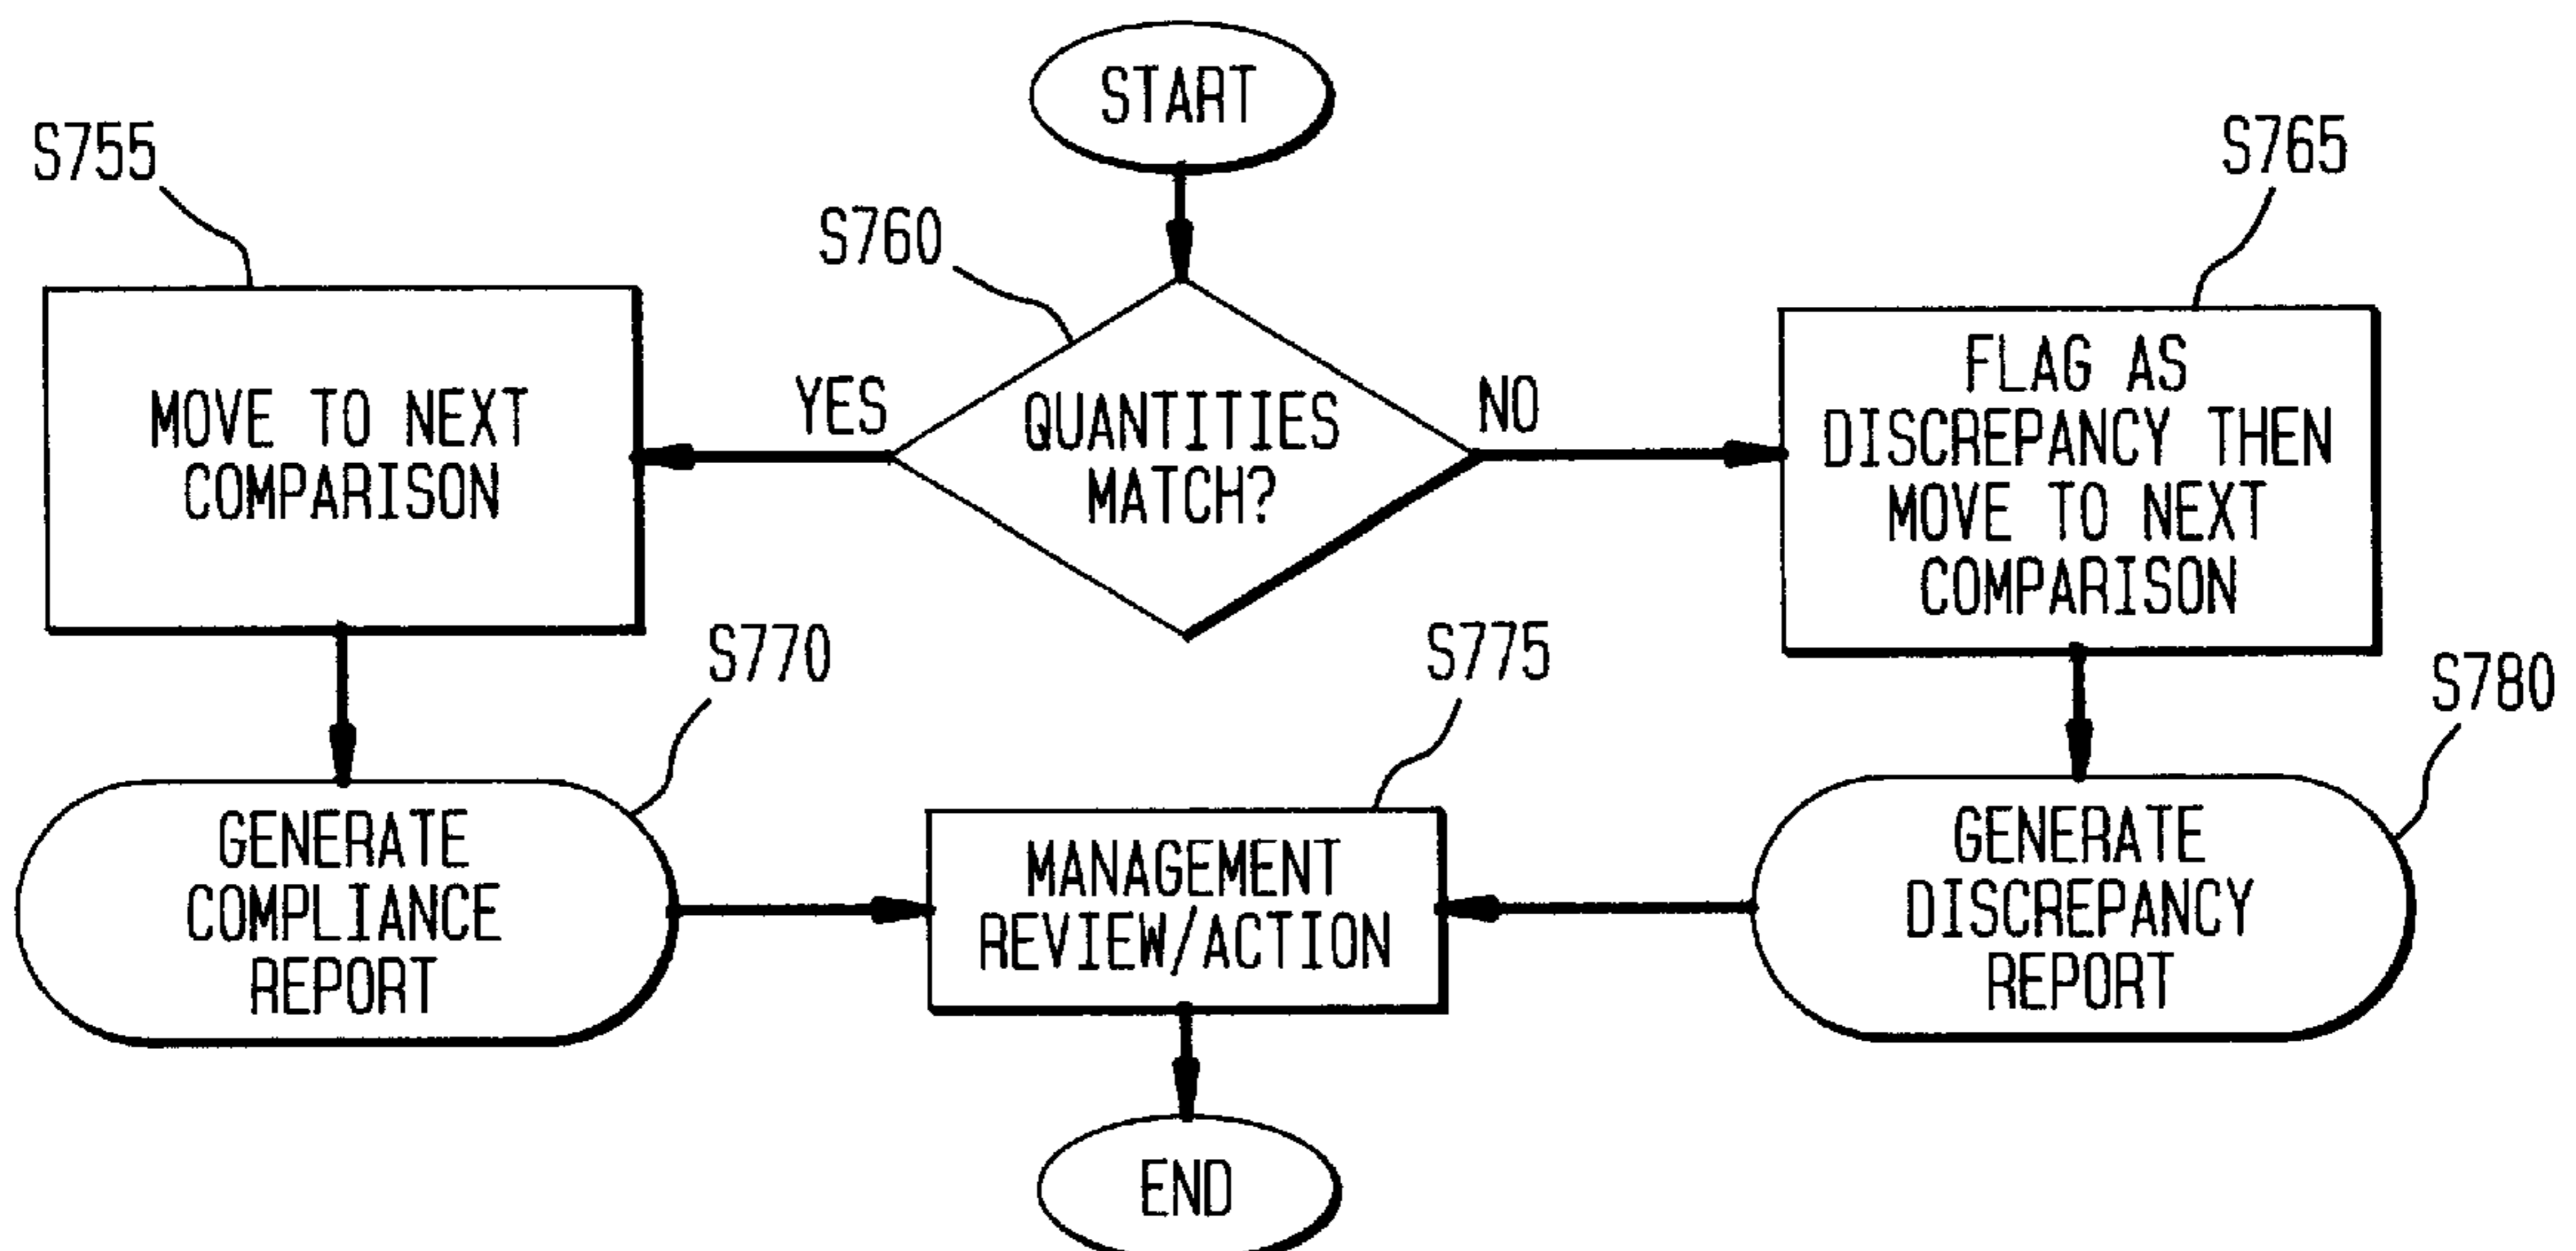 START
S755
S760
S765
MOVE TO NEXT
COMPARISON
YES
QUANTITIES
MATCH?
NO
FLAG AS
DISCREPANCY THEN
MOVE TO NEXT
COMPARISON
S770
S775
S780
GENERATE
COMPLIANCE
REPORT
MANAGEMENT
REVIEW/ACTION
GENERATE
DISCREPANCY
REPORT
END